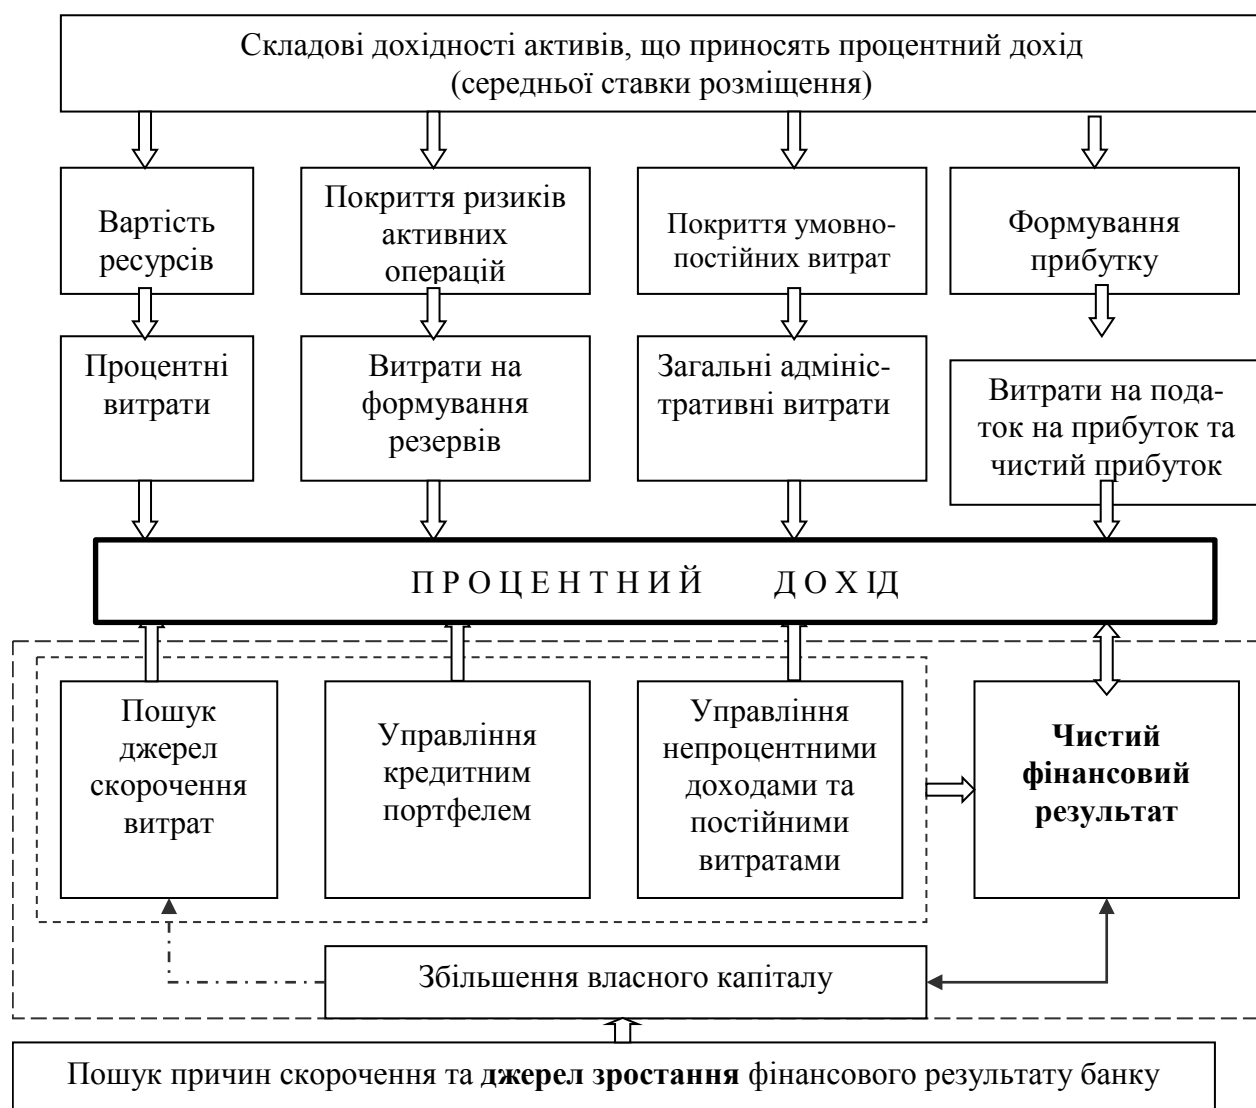 Складові дохідності активів, що приносять процентний дохід
(середньої ставки розміщення)
Вартість
ресурсів
Покриття ризиків
активних
операцій
Покриття умовно-
постійних витрат
Формування
прибутку
Процентні
витрати
Витрати на
формування
резервів
Загальні адмініс-
тративні витрати
Витрати на пода-
ток на прибуток та
чистий прибуток
П Р О Ц Е Н Т Н И Й Д О Х І Д
Пошук
джерел
скорочення
витрат
Управління
кредитним
портфелем
Управління
непроцентними
доходами та
постійними
витратами
Чистий
фінансовий
результат
Збільшення власного капіталу
Пошук причин скорочення та джерел зростання фінансового результату банку